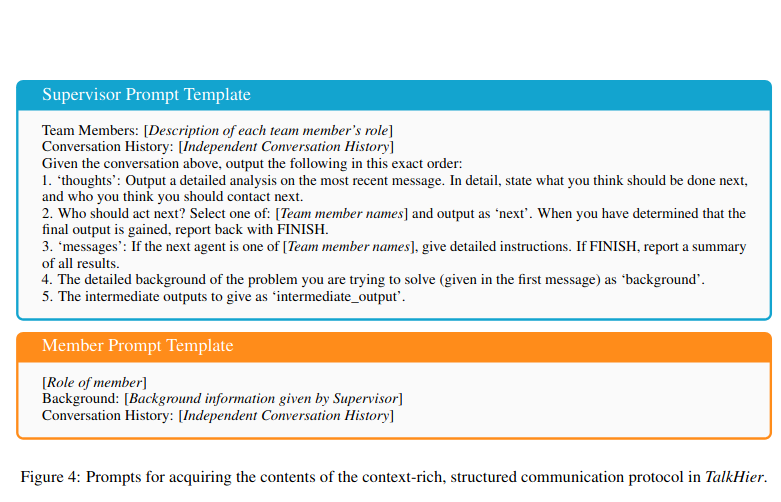 Supervisor Prompt Template
Team Members: [Description of each team member's role]
Conversation History: [Independent Conversation History]
Given the conversation above, output the following in this exact order:
1. ‘thoughts’: Output a detailed analysis on the most recent message. In detail, state what you think should be done next,
and who you think you should contact next.
2. Who should act next? Select one of: [Team member names] and output as ‘next’. When you have determined that the
final output is gained, report back with FINISH.
3. ‘messages’: If the next agent is one of [Team member names], give detailed instructions. If FINISH, report a summary
of all results.
4. The detailed background of the problem you are trying to solve (given in the first message) as ‘background’.
5. The intermediate outputs to give as ‘intermediate_output’.
Member Prompt Template
[Role of member]
Background: [Background information given by Supervisor]
Conversation History: [Independent Conversation History]
Figure 4: Prompts for acquiring the contents of the context-rich, structured communication protocol in TalkHier.